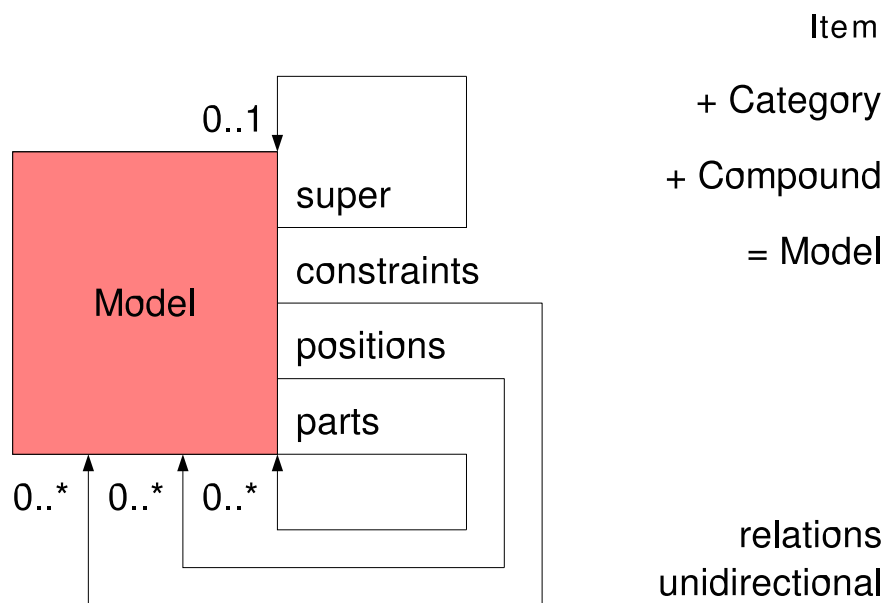 Item
+ Category
+ Compound
= Model
0..1
super
constraints
Model
positions
parts
0..* 0..* 0..*
relations
unidirectional